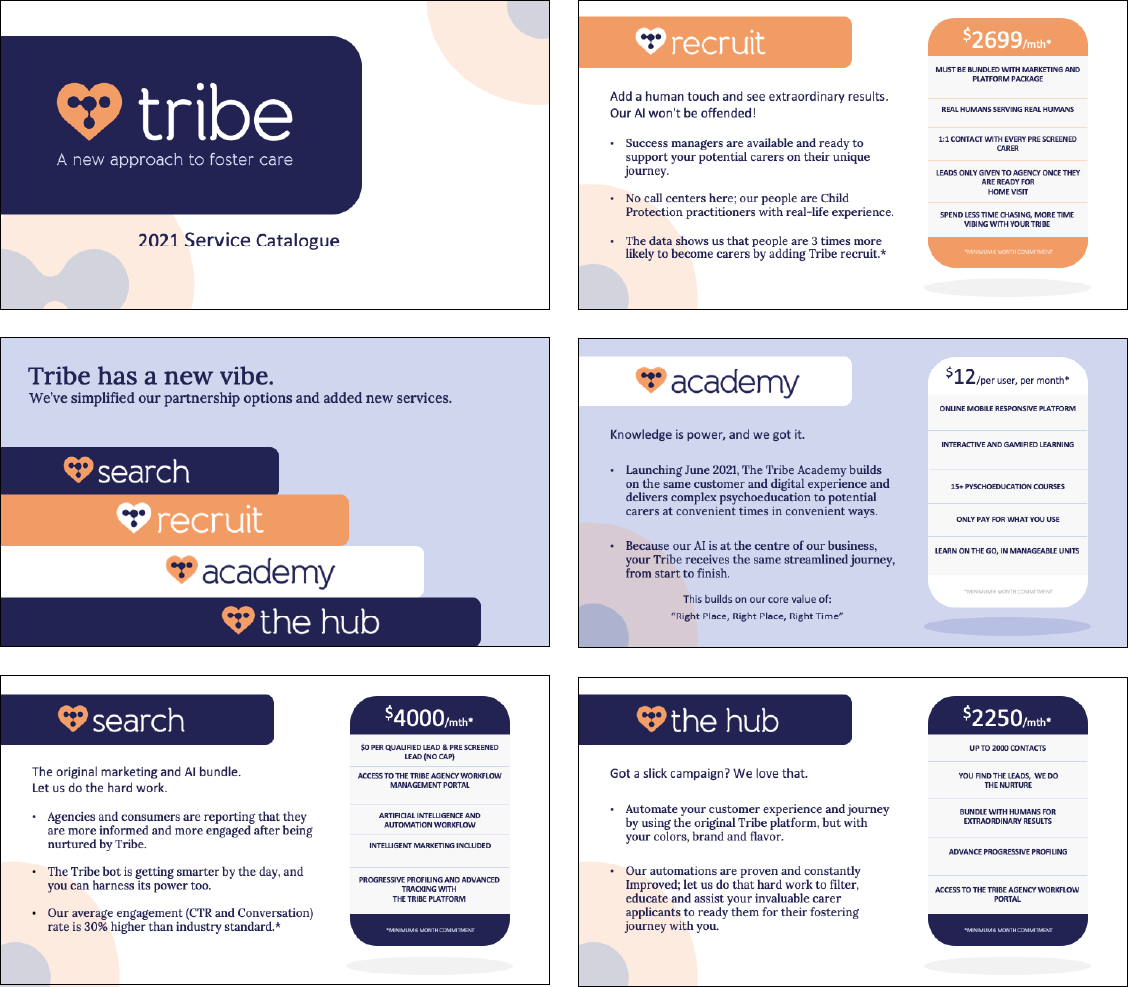 tribe
A new approach to foster care
2021 Service Catalogue
Tribe has a new vibe.
We've simplified our partnership options and added new services.
search
recruit
academy
the hub
search
The original marketing and AI bundle.
Let us do the hard work.
• Agencies and consumers are reporting that they
are more informed and more engaged after being
nurtured by Tribe.
• The Tribe bot is getting smarter by the day, and
you can harness its power too.
• Our average engagement (CTR and Conversation)
rate is 30% higher than industry standard.*
$4000/mth*
$0 PER QUALIFIED LEAD & PRE SCREENED
LEAD (NO CAP)
ACCESS TO THE TRIBE AGENCY WORKFLOW
MANAGEMENT PORTAL
ARTIFICIAL INTELLIGENCE AND
AUTOMATION WORKFLOW
INTELLIGENT MARKETING INCLUDED
PROGRESSIVE PROFILING AND ADVANCED
TRACKING WITH
THE TRIBE PLATFORM
*MINIMUM 6 MONTH COMMITMENT
recruit
Add a human touch and see extraordinary results.
Our AI won't be offended!
• Success managers are available and ready to
support your potential carers on their unique
journey.
• No call centers here; our people are Child
Protection practitioners with real-life experience.
• The data shows us that people are 3 times more
likely to become carers by adding Tribe recruit.*
$2699/mth*
MUST BE BUNDLED WITH MARKETING AND
PLATFORM PACKAGE
REAL HUMANS SERVING REAL HUMANS
1:1 CONTACT WITH EVERY PRE SCREENED
CARER
LEADS ONLY GIVEN TO AGENCY ONCE THEY
ARE READY FOR
HOME VISIT
SPEND LESS TIME CHASING, MORE TIME
VIBING WITH YOUR TRIBE
*MINIMUM 6 MONTH COMMITMENT
academy
Knowledge is power, and we got it.
• Launching June 2021, The Tribe Academy builds
on the same customer and digital experience and
delivers complex psychoeducation to potential
carers at convenient times in convenient ways.
• Because our AI is at the centre of our business,
your Tribe receives the same streamlined journey,
from start to finish.
This builds on our core value of:
"Right Place, Right Place, Right Time"
$12/per user, per month*
ONLINE MOBILE RESPONSIVE PLATFORM
INTERACTIVE AND GAMIFIED LEARNING
15+ PYSCHOEDUCATION COURSES
ONLY PAY FOR WHAT YOU USE
LEARN ON THE GO, IN MANAGEABLE UNITS
*MINIMUM 6 MONTH COMMITMENT
the hub
Got a slick campaign? We love that.
• Automate your customer experience and journey
by using the original Tribe platform, but with
your colors, brand and flavor.
• Our automations are proven and constantly
Improved; let us do that hard work to filter,
educate and assist your invaluable carer
applicants to ready them for their fostering
journey with you.
$2250/mth*
UP TO 2000 CONTACTS
YOU FIND THE LEADS, WE DO
THE NURTURE
BUNDLE WITH HUMANS FOR
EXTRAORDINARY RESULTS
ADVANCE PROGRESSIVE PROFILING
ACCESS TO THE TRIBE AGENCY WORKFLOW
PORTAL
*MINIMUM 6 MONTH COMMITMENT